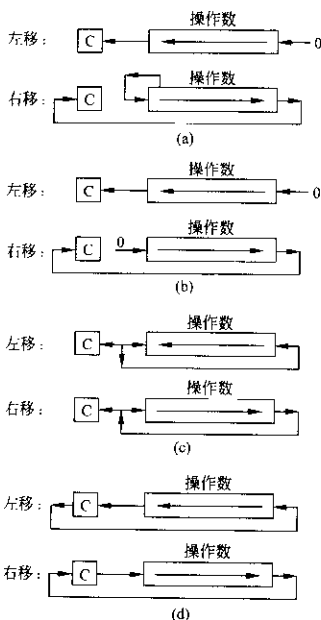 操作数
左移： C 0
操作数
右移： C
(a)
操作数
左移： C 0
操作数
右移： C 0
(b)
操作数
左移： C
操作数
右移： C
(c)
操作数
左移： C
操作数
右移： C
(d)